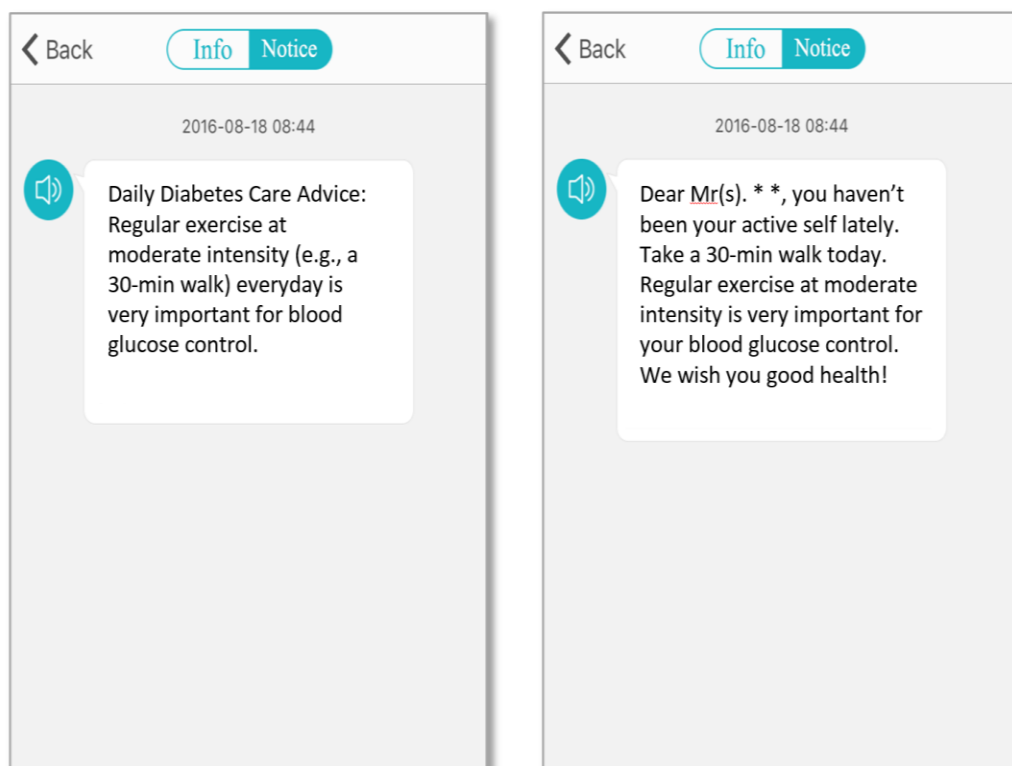 Back Info Notice
2016-08-18 08:44
Daily Diabetes Care Advice:
Regular exercise at
moderate intensity (e.g., a
30-min walk) everyday is
very important for blood
glucose control.
Back Info Notice
2016-08-18 08:44
Dear Mr(s). * *, you haven’t
been your active self lately.
Take a 30-min walk today.
Regular exercise at moderate
intensity is very important for
your blood glucose control.
We wish you good health!